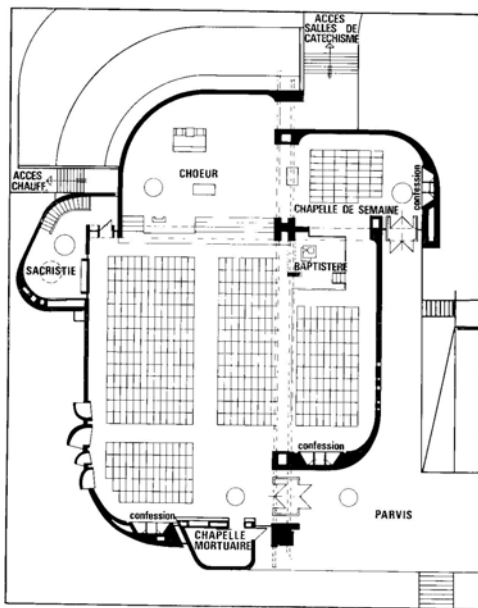 ACCES
SALLES DE
CATECHISME
CHOEUR
ACCES
CHAUFF.
CHAPELLE DE SEMAINE
confession
SACRISTIE
BAPTISTERE
confession
confession
CHAPELLE
MORTUAIRE
PARVIS